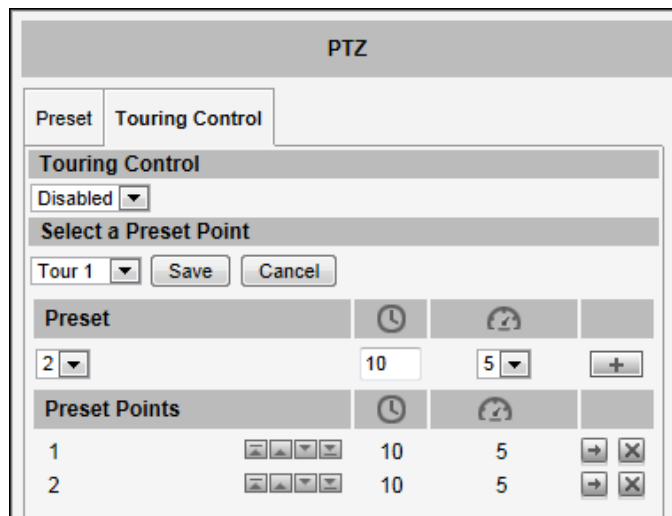 PTZ
Preset Touring Control
Touring Control
Disabled
Select a Preset Point
Tour 1 Save Cancel
Preset
2 10 5 +
Preset Points
1 10 5
2 10 5